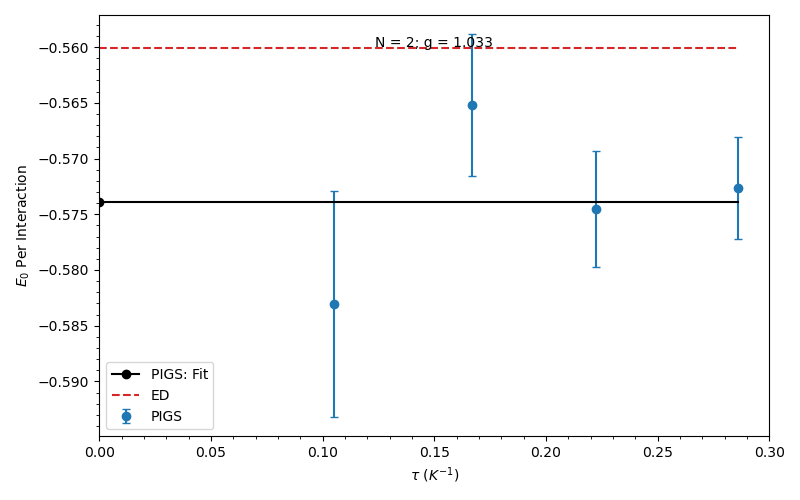 N = 2; g = 1.033
−0.560
−0.565
−0.570
−0.575
−0.580
−0.585
−0.590
E₀ Per Interaction
PIGS: Fit
ED
PIGS
0.00 0.05 0.10 0.15 0.20 0.25 0.30
τ (K⁻¹)